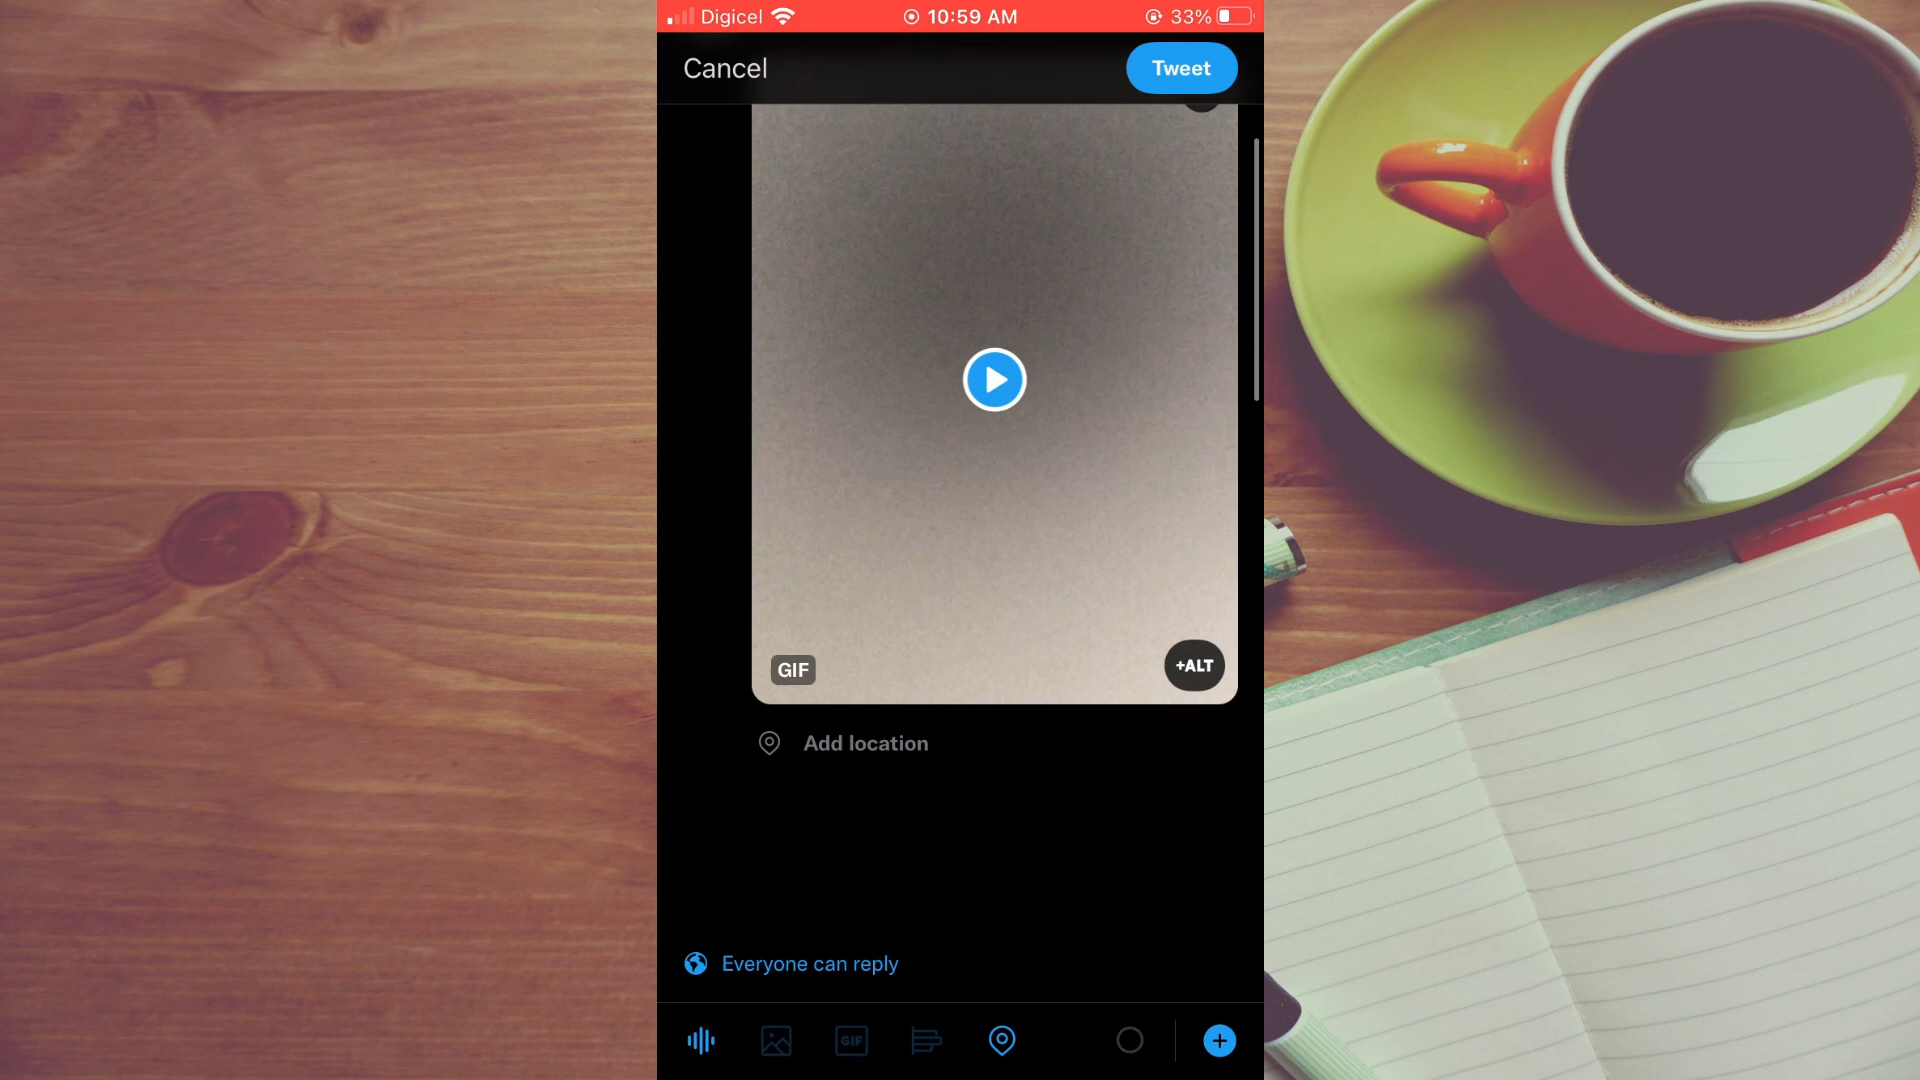 Digicel 10:59 AM 33%
Cancel Tweet
GIF +ALT
Add location
Everyone can reply
GIF